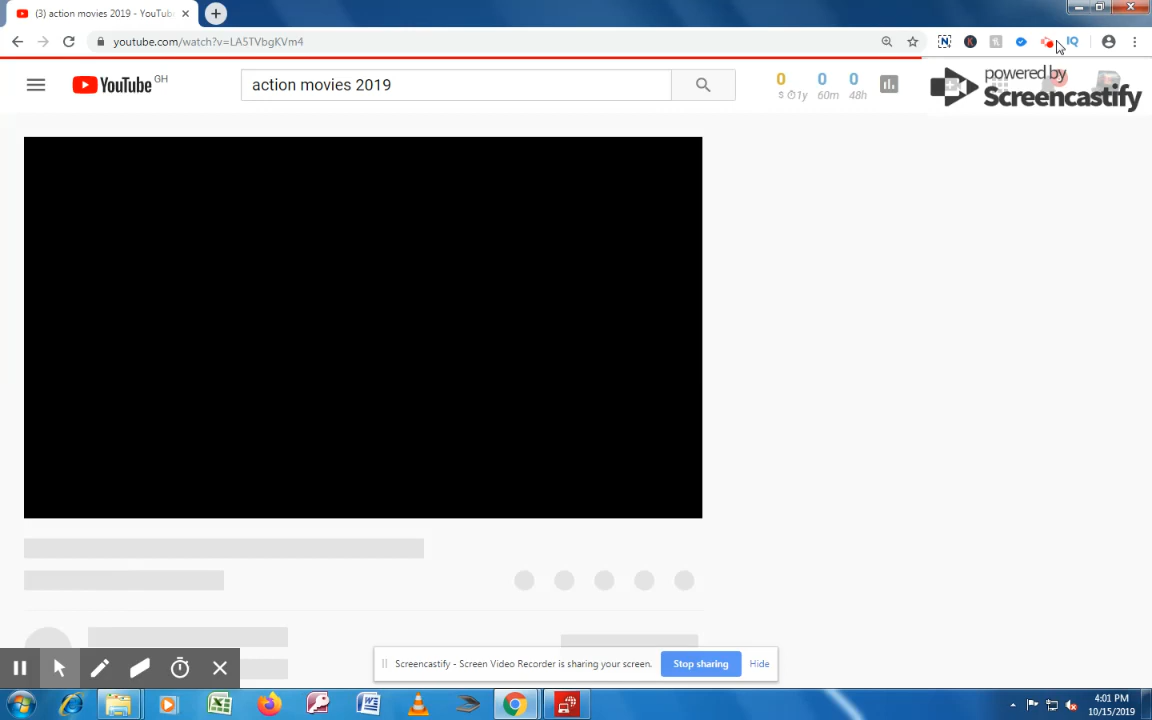 (3) action movies 2019 - YouTub
youtube.com/watch?v=LA5TVbgKVm4
N
K
IQ
YouTube GH
action movies 2019
0 0 0
s 1y 60m 48h
powered by
Screencastify
Screencastify - Screen Video Recorder is sharing your screen.
Stop sharing
Hide
4:01 PM
10/15/2019